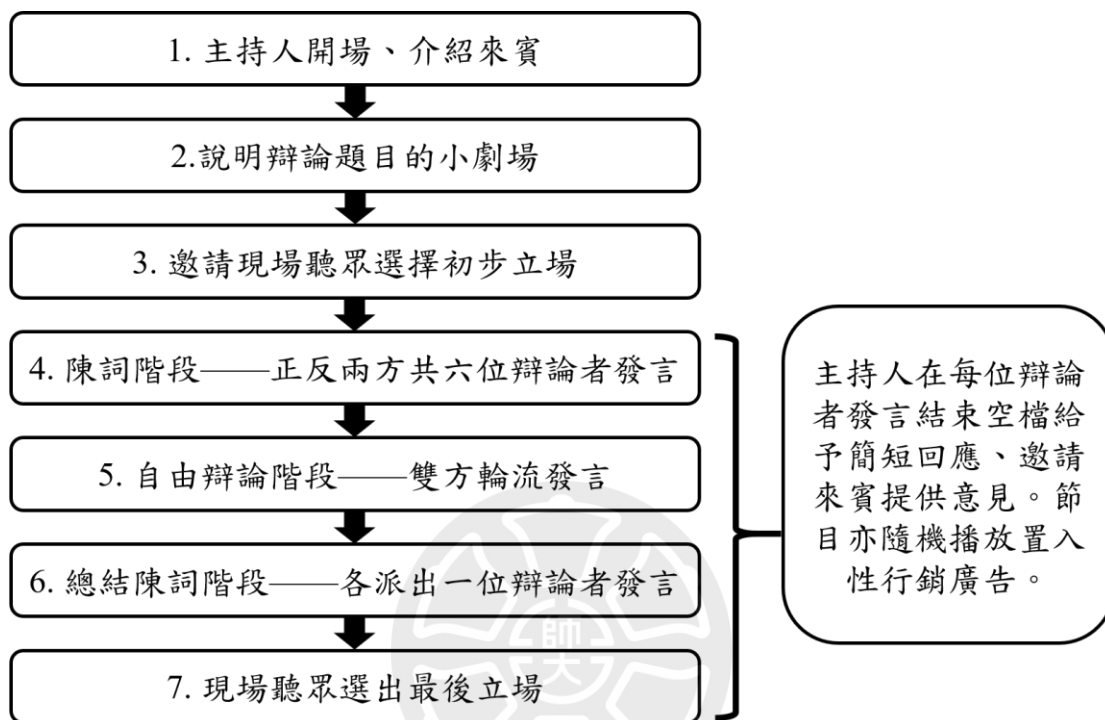 1. 主持人開場、介紹來賓
2.說明辯論題目的小劇場
3. 邀請現場聽眾選擇初步立場
4. 陳詞階段——正反兩方共六位辯論者發言
5. 自由辯論階段——雙方輪流發言
6. 總結陳詞階段——各派出一位辯論者發言
7. 現場聽眾選出最後立場
主持人在每位辯論
者發言結束空檔給
予簡短回應、邀請
來賓提供意見。節
目亦隨機播放置入
性行銷廣告。
師大